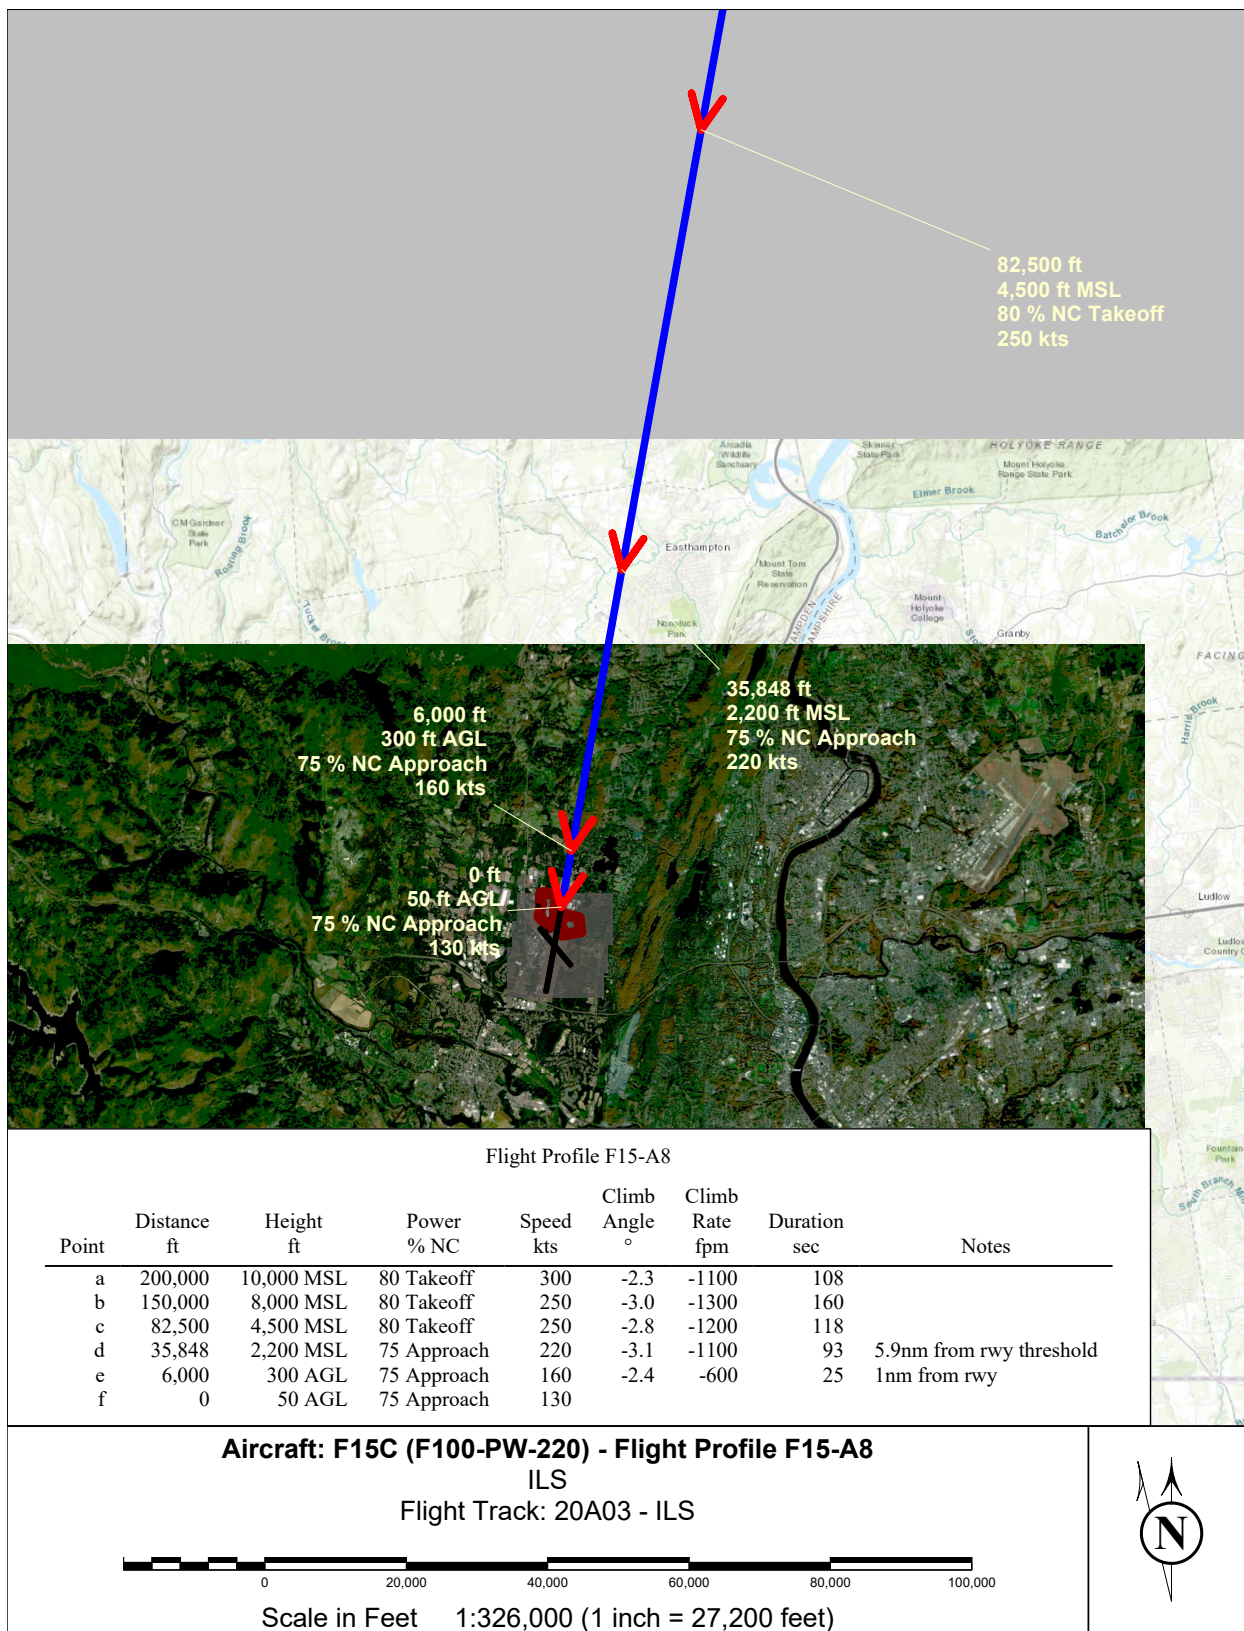 82,500 ft
4,500 ft MSL
80 % NC Takeoff
250 kts
Arcadia
Wildlife
Sanctuary
Skinner
State Park
HOLYOKE RANGE
Mount Holyoke
Range State Park
Elmer Brook
Batchelor Brook
CM Gardner
State
Park
Roaring Brook
Easthampton
Mount Tom
State
Reservation
Mount
Holyoke
College
Tucker Brook
Nonotuck
Park
HAMPDEN
HAMPSHIRE
Granby
FACING
Harris Brook
35,848 ft
2,200 ft MSL
75 % NC Approach
220 kts
6,000 ft
300 ft AGL
75 % NC Approach
160 kts
0 ft
50 ft AGL
75 % NC Approach
130 kts
Ludlow
Ludlow
Country C
Fountain
Park
South Branch Mill
Flight Profile F15-A8
Climb Climb
Distance Height Power Speed Angle Rate Duration
Point ft ft % NC kts ° fpm sec Notes
a 200,000 10,000 MSL 80 Takeoff 300 -2.3 -1100 108
b 150,000 8,000 MSL 80 Takeoff 250 -3.0 -1300 160
c 82,500 4,500 MSL 80 Takeoff 250 -2.8 -1200 118
d 35,848 2,200 MSL 75 Approach 220 -3.1 -1100 93 5.9nm from rwy threshold
e 6,000 300 AGL 75 Approach 160 -2.4 -600 25 1nm from rwy
f 0 50 AGL 75 Approach 130
Aircraft: F15C (F100-PW-220) - Flight Profile F15-A8
ILS
Flight Track: 20A03 - ILS
N
0 20,000 40,000 60,000 80,000 100,000
Scale in Feet 1:326,000 (1 inch = 27,200 feet)